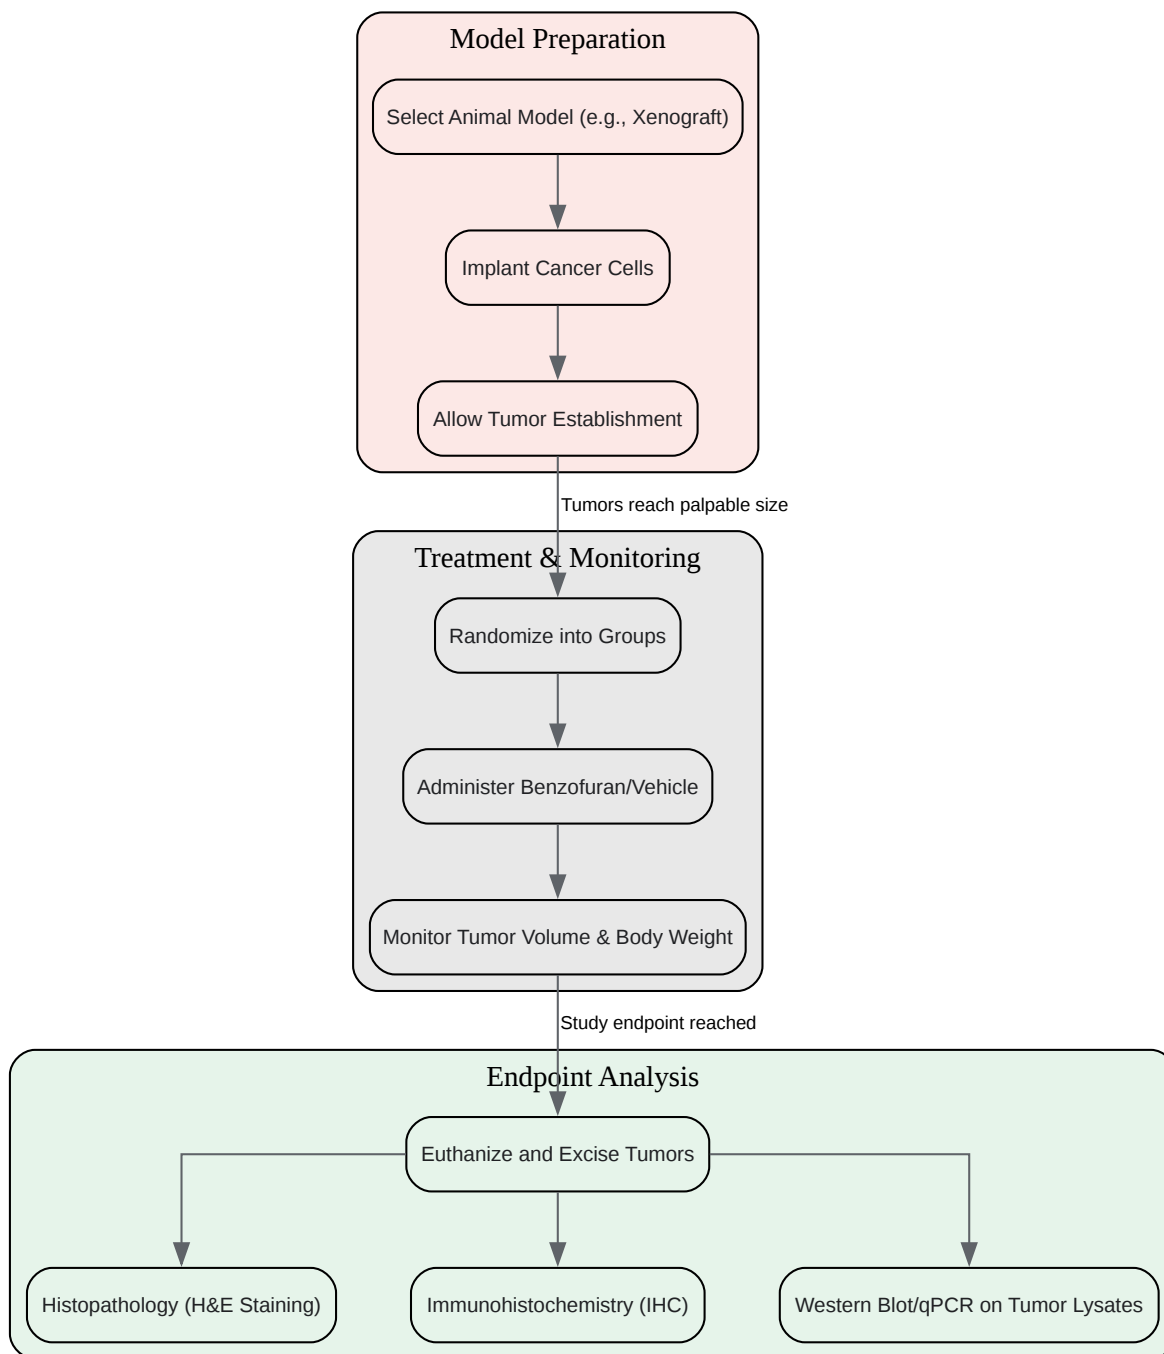 Model Preparation
Select Animal Model (e.g., Xenograft)
Implant Cancer Cells
Allow Tumor Establishment
Tumors reach palpable size
Treatment & Monitoring
Randomize into Groups
Administer Benzofuran/Vehicle
Monitor Tumor Volume & Body Weight
Study endpoint reached
Endpoint Analysis
Euthanize and Excise Tumors
Histopathology (H&E Staining)
Immunohistochemistry (IHC)
Western Blot/qPCR on Tumor Lysates